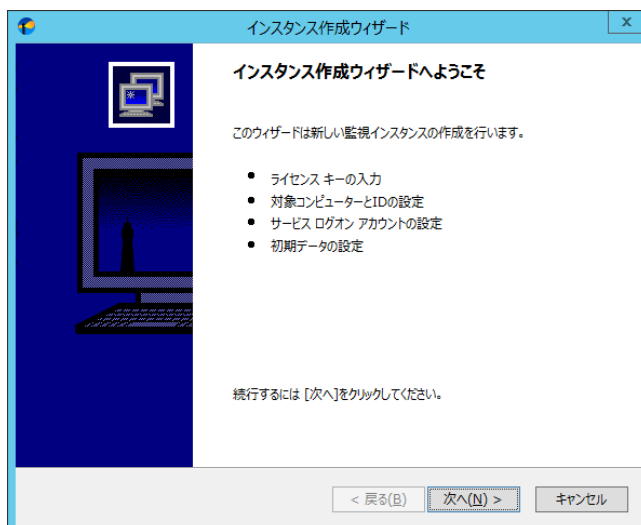 インスタンス作成ウィザード
x
インスタンス作成ウィザードへようこそ
このウィザードは新しい監視インスタンスの作成を行います。
● ライセンス キーの入力
● 対象コンピューターとIDの設定
● サービス ログオン アカウントの設定
● 初期データの設定
続行するには [次へ]をクリックしてください。
< 戻る(B) 次へ(N) > キャンセル